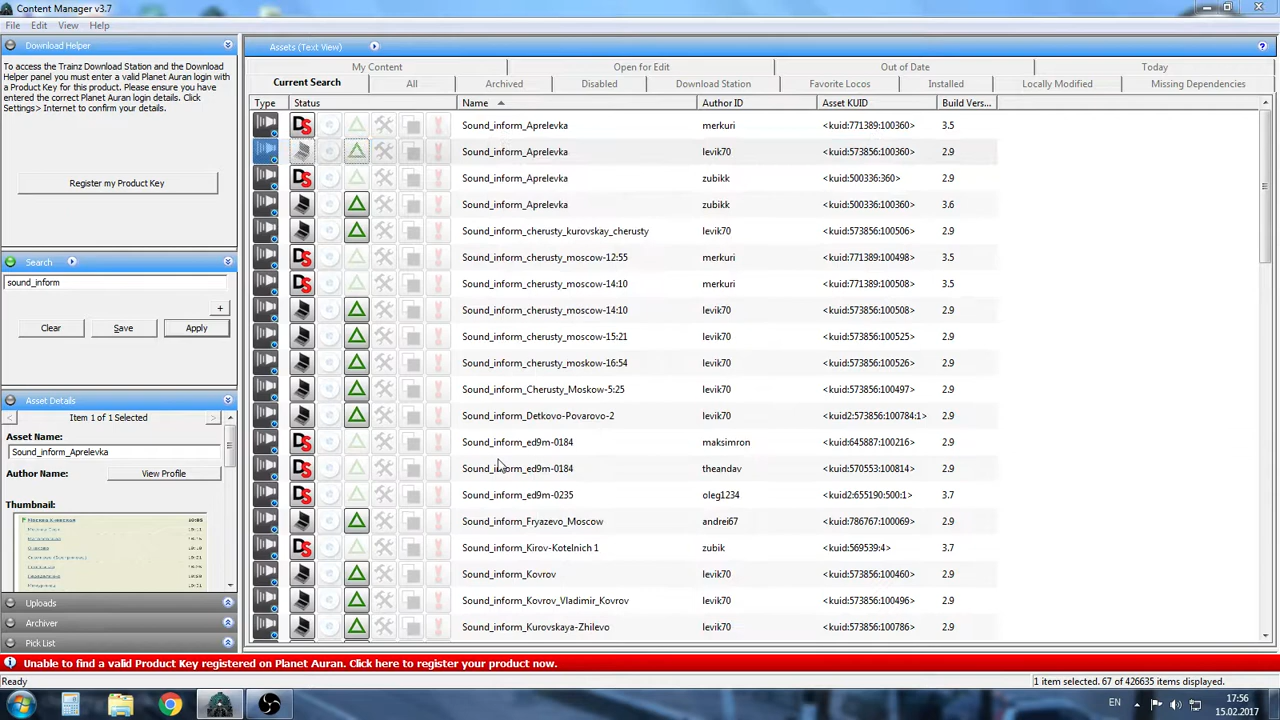 Content Manager v3.7
File Edit View Help
Download Helper
To access the Trainz Download Station and the Download
Helper panel you must enter a valid Planet Auran login with
a Product Key for this product. Please ensure you have
entered the correct Planet Auran login details. Click
Settings> Internet to confirm your details.
Register my Product Key
Search
sound_inform
+
Clear Save Apply
Asset Details
< Item 1 of 1 Selected >
Asset Name:
Sound_inform_Aprelevka
Author Name: View Profile
Thumbnail:
Uploads
Archiver
Pick List
Assets (Text View)
My Content Open for Edit Out of Date Today
Current Search All Archived Disabled Download Station Favorite Locos Installed Locally Modified Missing Dependencies
Type Status Name Author ID Asset KUID Build Vers...
DS Sound_inform_Aprelevka merkuri <kuid:771389:100360> 3.5
Sound_inform_Aprelevka levik70 <kuid:573856:100360> 2.9
DS Sound_inform_Aprelevka zubikk <kuid:500336:360> 2.9
Sound_inform_Aprelevka zubikk <kuid:500336:100360> 3.6
Sound_inform_cherusty_kurovskay_cherusty levik70 <kuid:573856:100506> 2.9
DS Sound_inform_cherusty_moscow-12:55 merkuri <kuid:771389:100498> 3.5
DS Sound_inform_cherusty_moscow-14:10 merkuri <kuid:771389:100508> 3.5
Sound_inform_cherusty_moscow-14:10 levik70 <kuid:573856:100508> 2.9
Sound_inform_cherusty_moscow-15:21 levik70 <kuid:573856:100525> 2.9
Sound_inform_cherusty_moskow-16:54 levik70 <kuid:573856:100526> 2.9
Sound_inform_Cherusty_Moskow-5:25 levik70 <kuid:573856:100497> 2.9
Sound_inform_Detkovo-Povarovo-2 levik70 <kuid2:573856:100784:1> 2.9
DS Sound_inform_ed9m-0184 maksimron <kuid:645887:100216> 2.9
DS Sound_inform_ed9m-0184 theandav <kuid:570553:100814> 2.9
DS Sound_inform_ed9m-0235 oleg1234 <kuid2:655190:500:1> 3.7
Sound_inform_Fryazevo_Moscow andrei67 <kuid:786767:100069> 2.9
DS Sound_inform_Kirov-Kotelnich 1 zubik <kuid:569539:4> 3.7
Sound_inform_Kovrov levik70 <kuid:573856:100460> 2.9
Sound_inform_Kovrov_Vladimir_Kovrov levik70 <kuid:573856:100496> 2.9
Sound_inform_Kurovskaya-Zhilevo levik70 <kuid:573856:100786> 2.9
Unable to find a valid Product Key registered on Planet Auran. Click here to register your product now.
Ready 1 item selected. 67 of 426635 items displayed.
EN 17:56
15.02.2017